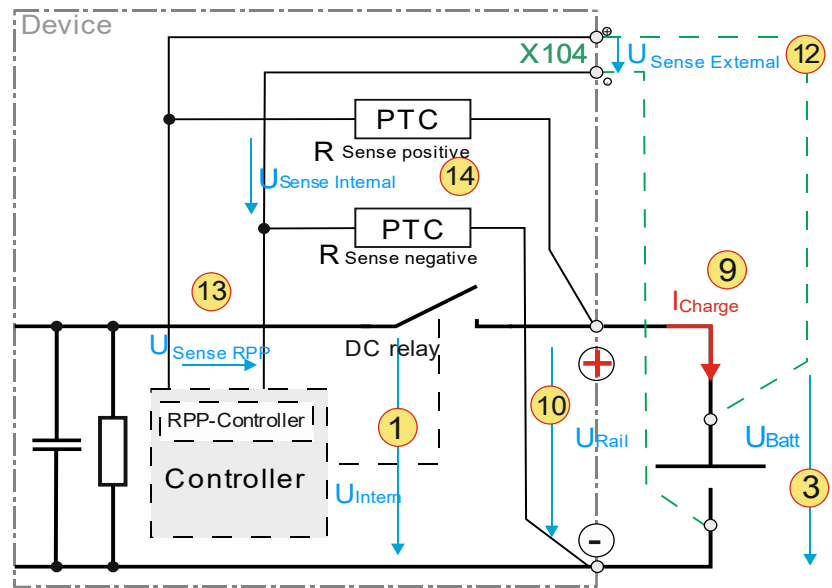 Device
X104
+
-
U Sense External
12
PTC
R Sense positive
U Sense Internal
14
PTC
R Sense negative
13
9
I Charge
U Sense RPP
DC relay
+
RPP-Controller
1
10
U Rail
U Batt
Controller
U Intern
3
-